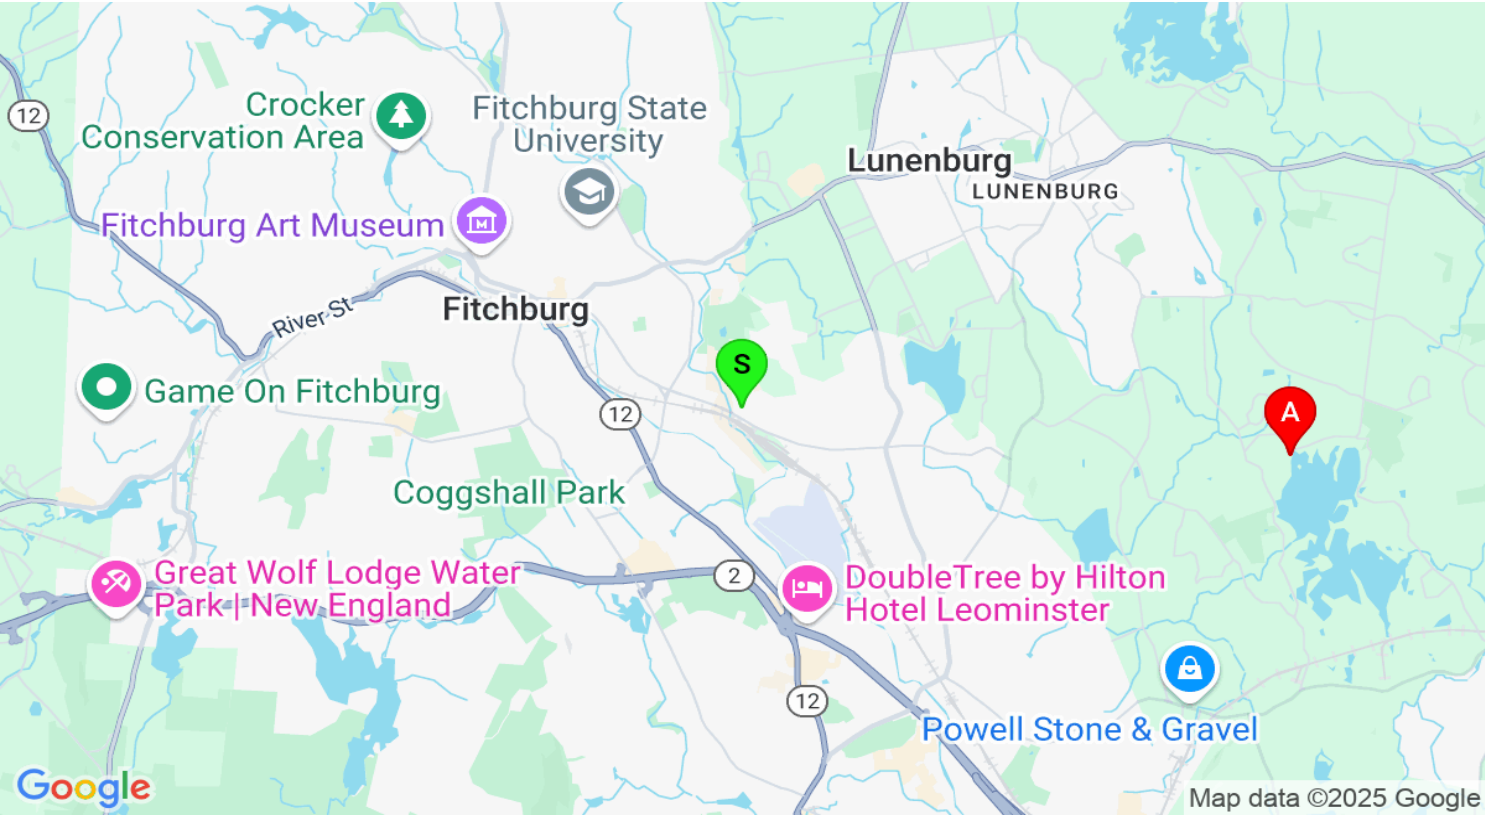 12
Crocker
Conservation Area
Fitchburg State
University
Lunenburg
LUNENBURG
Fitchburg Art Museum
River St
Fitchburg
S
Game On Fitchburg
12
A
Coggshall Park
Great Wolf Lodge Water
Park | New England
2
DoubleTree by Hilton
Hotel Leominster
12
Powell Stone & Gravel
Google
Map data ©2025 Google